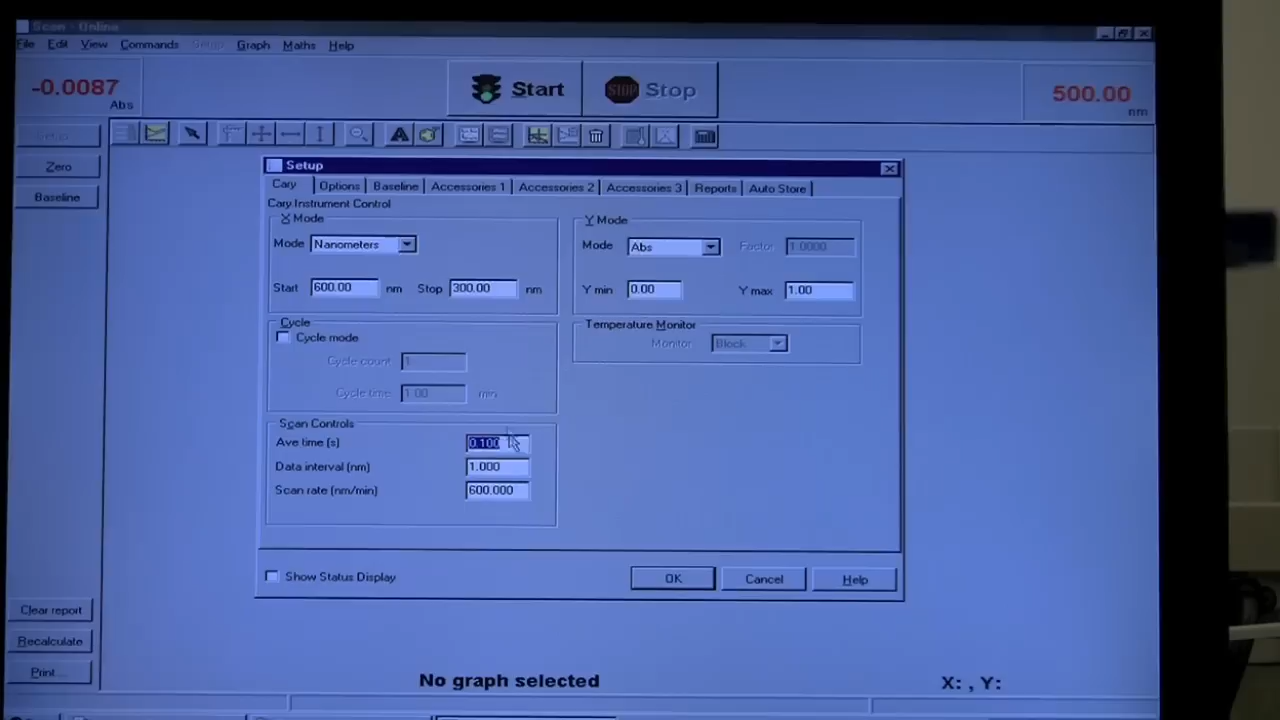 Scan - Online
File Edit View Commands Setup Graph Maths Help
-0.0087
Abs
Start
STOP Stop
500.00
nm
Setup
Zero
Baseline
Setup
Cary Options Baseline Accessories 1 Accessories 2 Accessories 3 Reports Auto Store
Cary Instrument Control
X Mode
Mode Nanometers
Start 600.00 nm Stop 300.00 nm
Y Mode
Mode Abs Factor 1.0000
Y min 0.00 Y max 1.00
Cycle
Cycle mode
Cycle count 1
Cycle time 1.00 min
Temperature Monitor
Monitor Block
Scan Controls
Ave time (s) 0.100
Data interval (nm) 1.000
Scan rate (nm/min) 600.000
Show Status Display
OK Cancel Help
Clear report
Recalculate
Print...
No graph selected
X: , Y: